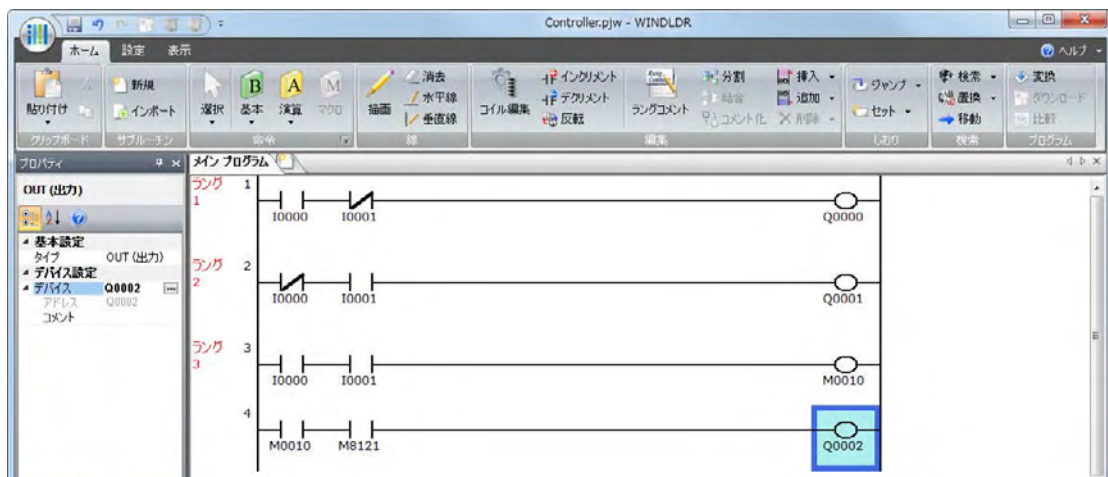 Controller.pjw - WINDLDR
ホーム 設定 表示 ヘルプ
貼り付け 新規 インポート
クリップボード サブルーチン
選択 B 基本 A 演算 M マクロ
命令
描画 消去 水平線 垂直線
線
コイル編集 インクリメント デクリメント 反転 ラングコメント 分割 結合 コメント化 挿入 追加 削除
編集
ジャンプ セット
しおり
検索 置換 移動
検索
変換 ダウンロード 比較
プログラム
プロパティ
OUT (出力)
基本設定
タイプ OUT (出力)
デバイス設定
デバイス Q0002 ...
アドレス Q0002
コメント
メイン プログラム
ラング 1 1
I0000 I0001 Q0000
ラング 2 2
I0000 I0001 Q0001
ラング 3 3
I0000 I0001 M0010
4
M0010 M8121 Q0002